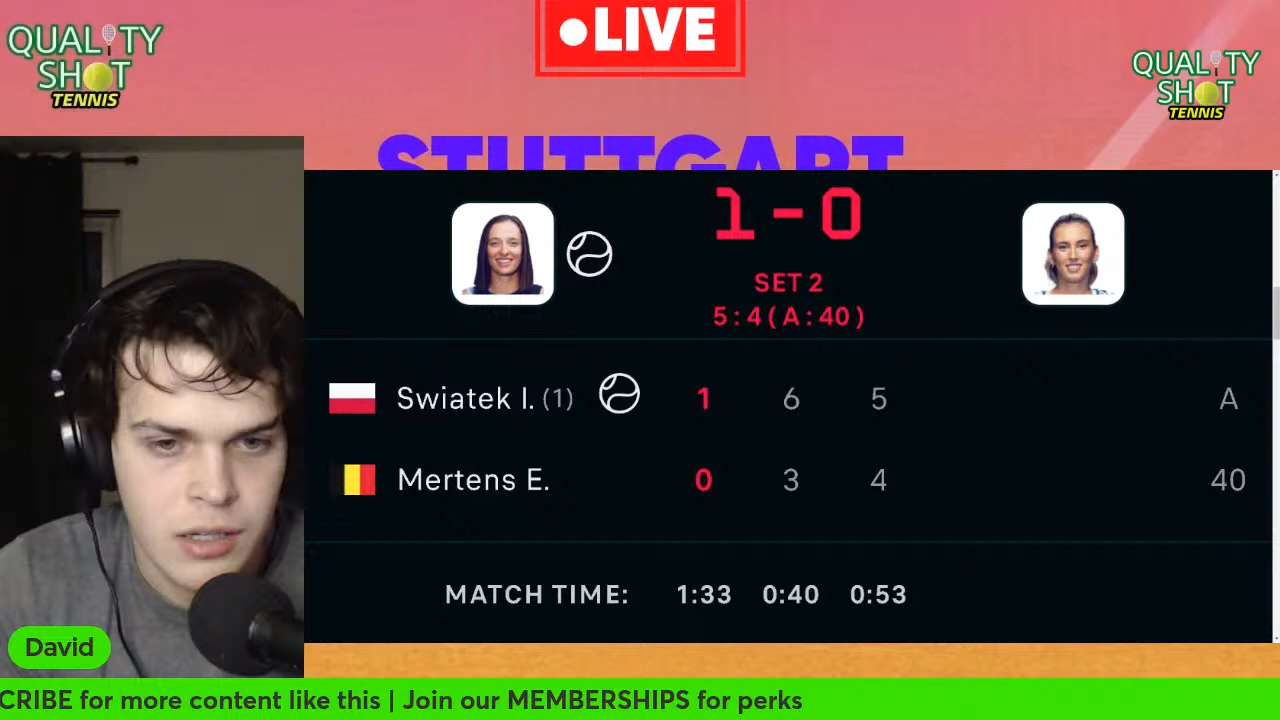 QUALITY
SHOT
TENNIS
LIVE
QUALITY
SHOT
TENNIS
STUTTGART
1-0
SET 2
5:4(A:40)
Swiatek I. (1) 1 6 5 A
Mertens E. 0 3 4 40
MATCH TIME: 1:33 0:40 0:53
David
CRIBE for more content like this | Join our MEMBERSHIPS for perks